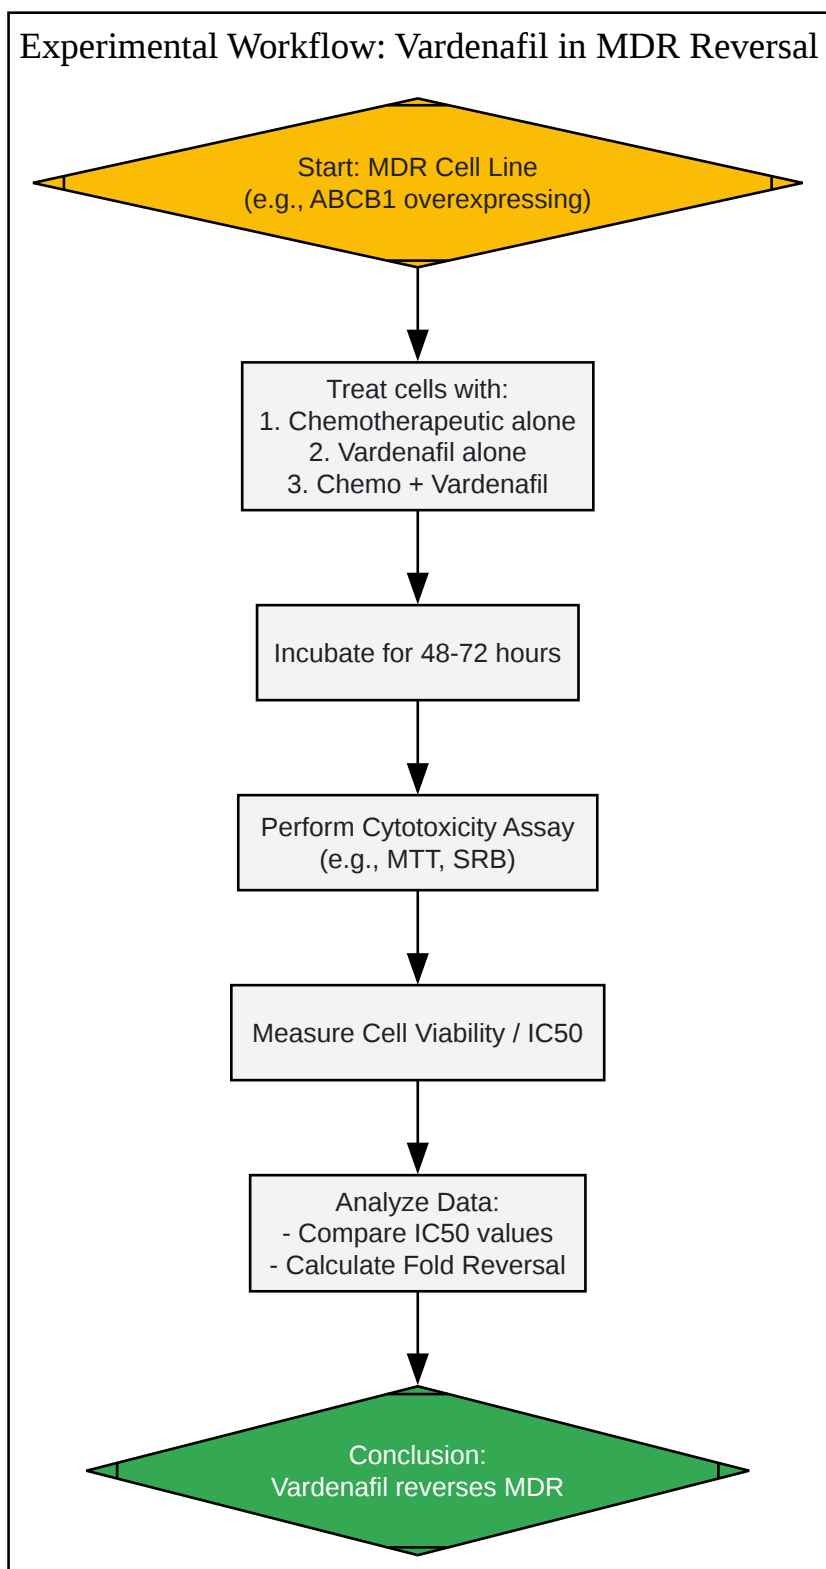 Experimental Workflow: Vardenafil in MDR Reversal
Start: MDR Cell Line
(e.g., ABCB1 overexpressing)
Treat cells with:
1. Chemotherapeutic alone
2. Vardenafil alone
3. Chemo + Vardenafil
Incubate for 48-72 hours
Perform Cytotoxicity Assay
(e.g., MTT, SRB)
Measure Cell Viability / IC50
Analyze Data:
- Compare IC50 values
- Calculate Fold Reversal
Conclusion:
Vardenafil reverses MDR